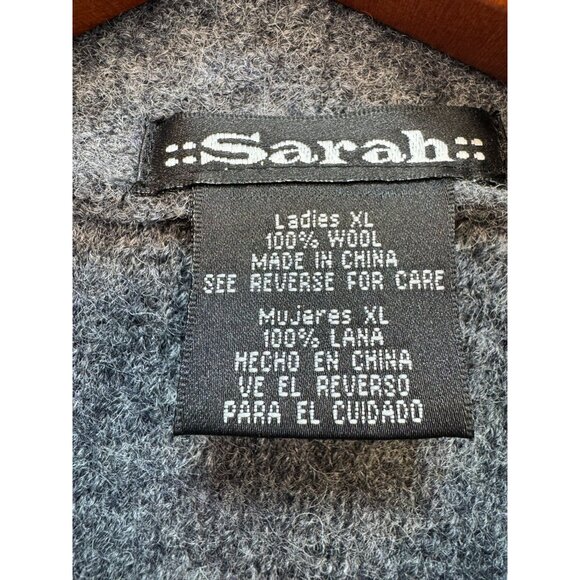 ::Sarah::
Ladies XL
100% WOOL
MADE IN CHINA
SEE REVERSE FOR CARE
Mujeres XL
100% LANA
HECHO EN CHINA
VE EL REVERSO
PARA EL CUIDADO